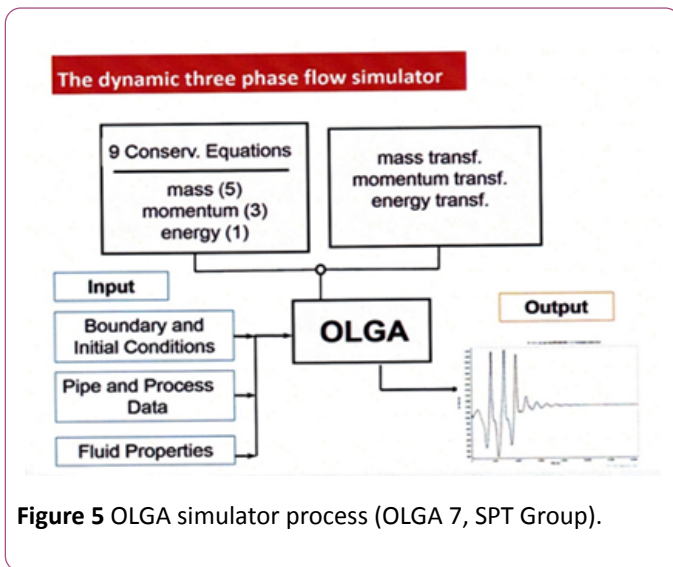 The dynamic three phase flow simulator
9 Conserv. Equations
mass (5)
momentum (3)
energy (1)
mass transf.
momentum transf.
energy transf.
Input
Boundary and
Initial Conditions
Pipe and Process
Data
Fluid Properties
OLGA
Output
Figure 5 OLGA simulator process (OLGA 7, SPT Group).